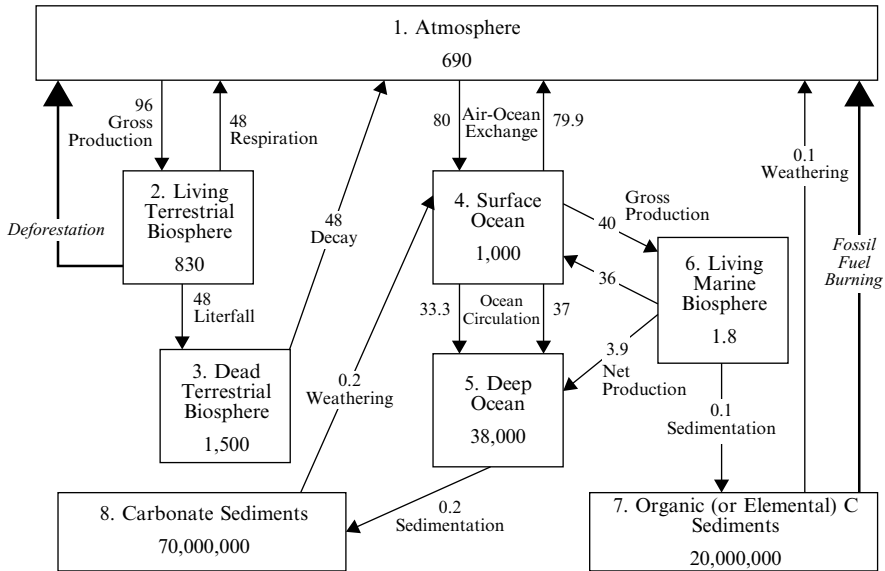 1. Atmosphere
690
96
Gross
Production
48
Respiration
80
Air-Ocean
Exchange
79.9
0.1
Weathering
Deforestation
2. Living
Terrestrial
Biosphere
830
48
Decay
4. Surface
Ocean
1,000
Gross
Production
40
Fossil
Fuel
Burning
6. Living
Marine
Biosphere
1.8
36
48
Literfall
33.3
Ocean
Circulation
37
3.9
Net
Production
3. Dead
Terrestrial
Biosphere
1,500
0.2
Weathering
5. Deep
Ocean
38,000
0.1
Sedimentation
0.2
Sedimentation
8. Carbonate Sediments
70,000,000
7. Organic (or Elemental) C
Sediments
20,000,000